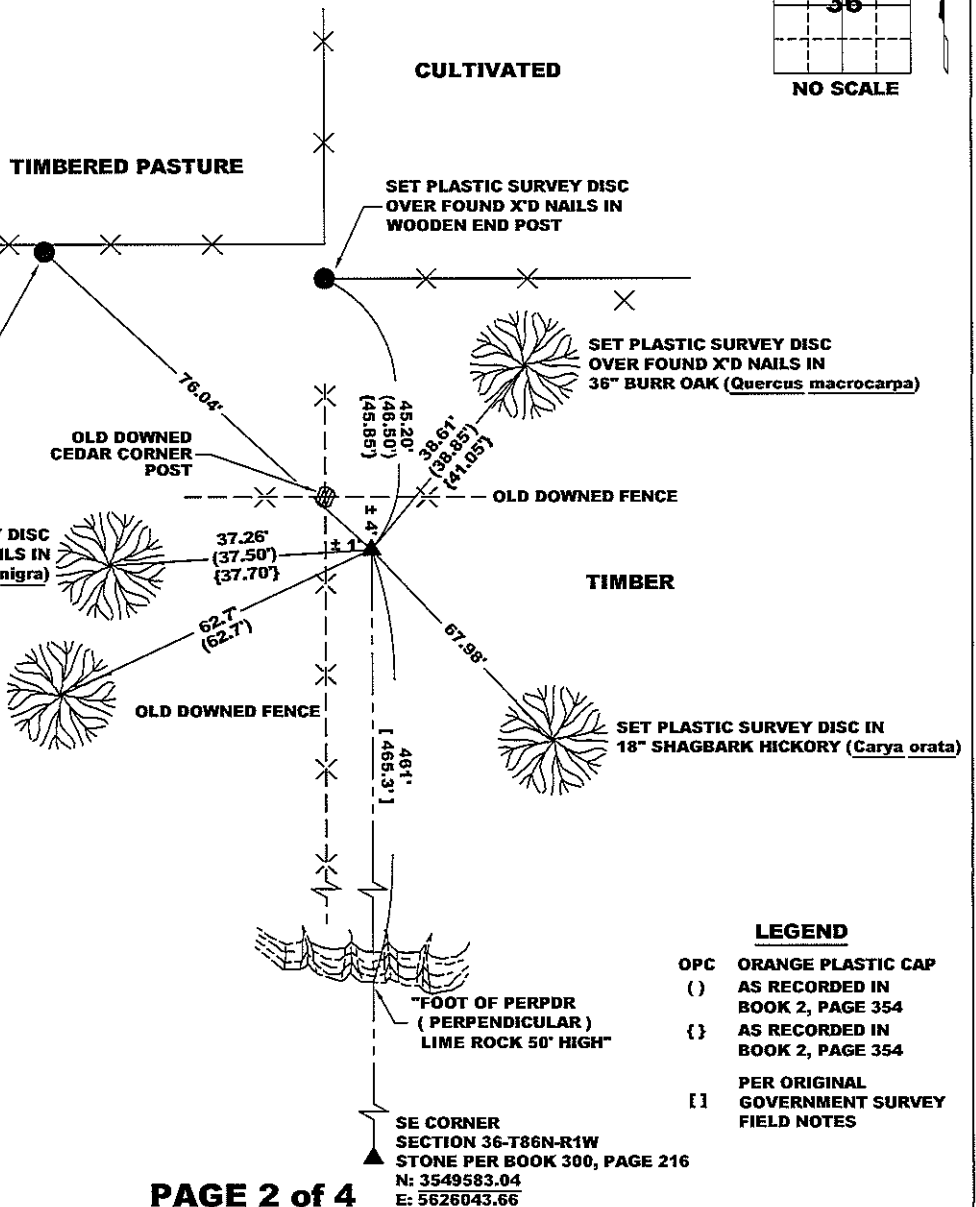 36
NO SCALE
CULTIVATED
TIMBERED PASTURE
SET PLASTIC SURVEY DISC
OVER FOUND X'D NAILS IN
WOODEN END POST
SET PLASTIC SURVEY DISC
OVER FOUND X'D NAILS IN
36" BURR OAK (Quercus macrocarpa)
76.04'
45.20'
(46.50')
{45.85'}
38.61'
(38.85')
{41.05'}
OLD DOWNED
CEDAR CORNER
POST
OLD DOWNED FENCE
± 4'
± 1'
DISC
ILS IN
nigra)
37.26'
(37.50')
{37.70'}
TIMBER
62.7'
(62.7')
67.98'
OLD DOWNED FENCE
SET PLASTIC SURVEY DISC IN
18" SHAGBARK HICKORY (Carya orata)
461'
[ 465.3' ]
"FOOT OF PERPDR
( PERPENDICULAR )
LIME ROCK 50' HIGH"
LEGEND
OPC ORANGE PLASTIC CAP
( ) AS RECORDED IN
BOOK 2, PAGE 354
{ } AS RECORDED IN
BOOK 2, PAGE 354
[ ] PER ORIGINAL
GOVERNMENT SURVEY
FIELD NOTES
SE CORNER
SECTION 36-T86N-R1W
STONE PER BOOK 300, PAGE 216
N: 3549583.04
E: 5626043.66
PAGE 2 of 4